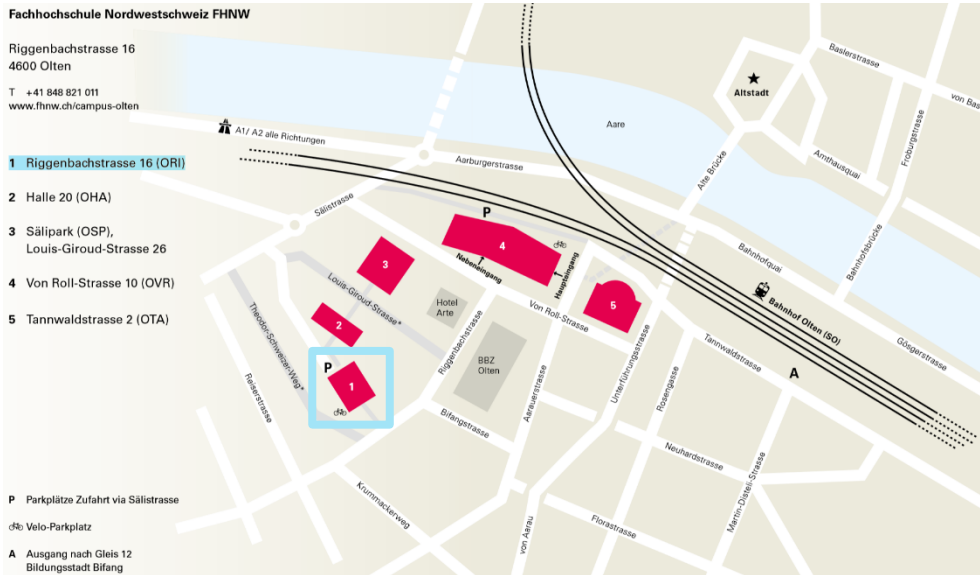 Fachhochschule Nordwestschweiz FHNW
Riggenbachstrasse 16
4600 Olten
T +41 848 821 011
www.fhnw.ch/campus-olten
1 Riggenbachstrasse 16 (ORI)
2 Halle 20 (OHA)
3 Sälipark (OSP),
Louis-Giroud-Strasse 26
4 Von Roll-Strasse 10 (OVR)
5 Tannwaldstrasse 2 (OTA)
P Parkplätze Zufahrt via Sälistrasse
Velo-Parkplatz
A Ausgang nach Gleis 12
Bildungsstadt Bifang
A1/ A2 alle Richtungen
Aarburgerstrasse
Aare
Altstadt
Baslerstrasse
von Bas
Froburgstrasse
Amthausquai
Alte Brücke
Bahnhofquai
Bahnhofsbrücke
Bahnhof Olten (SO)
Gösgerstrasse
Sälistrasse
P
4
Nebeneingang
Haupteingang
3
Louis-Giroud-Strasse*
Hotel
Arte
5
Von Roll-Strasse
Tannwaldstrasse
A
2
Theodor-Schweizer-Weg*
Reiserstrasse
P
1
Riggenbachstrasse
BBZ
Olten
Aarauerstrasse
Unterführungsstrasse
Rosengasse
Bifangstrasse
Neuhardstrasse
Martin-Disteli-Strasse
Krummackerweg
von Aarau
Florastrasse